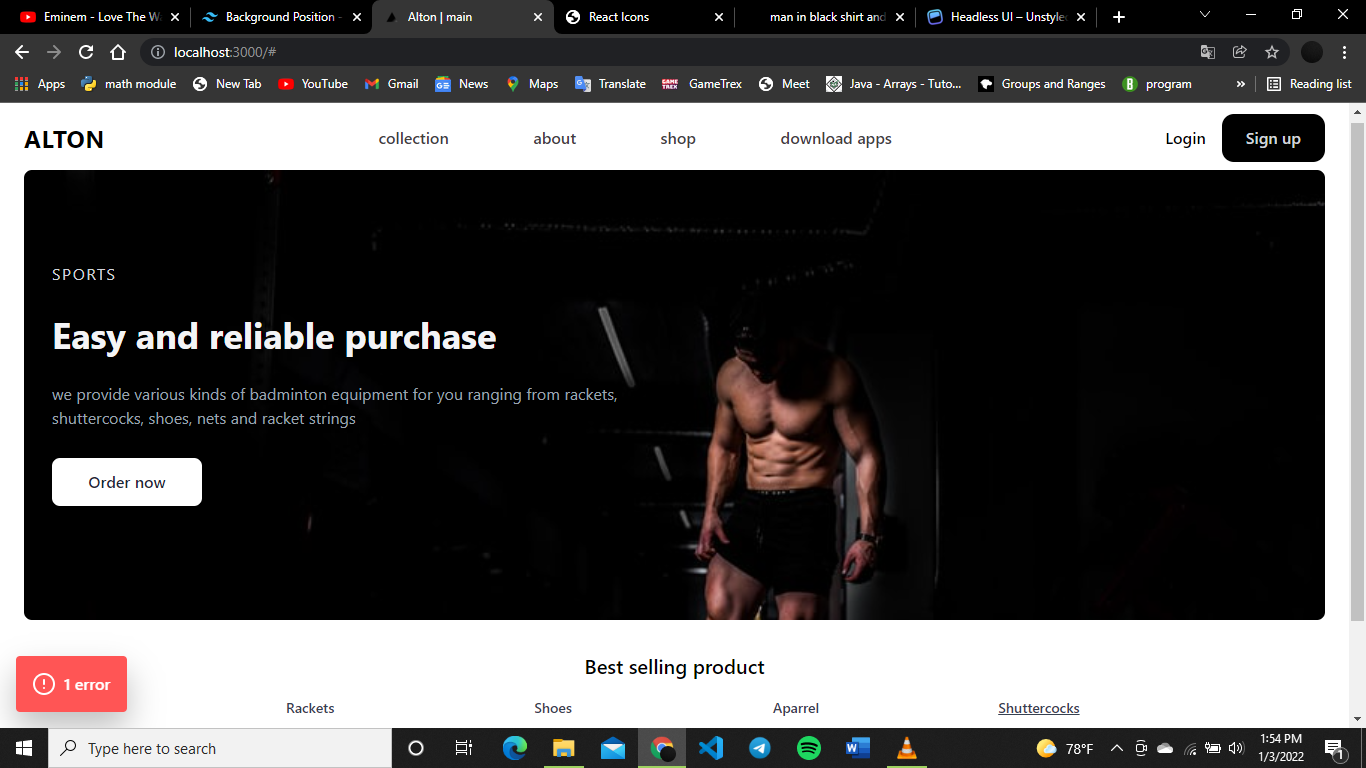 Eminem - Love The W
Background Position -
Alton | main
React Icons
man in black shirt and
Headless UI – Unstyle
localhost:3000/#
Apps
math module
New Tab
YouTube
Gmail
News
Maps
Translate
GameTrex
Meet
Java - Arrays - Tuto...
Groups and Ranges
program
»
Reading list
ALTON
collection
about
shop
download apps
Login
Sign up
SPORTS
Easy and reliable purchase
we provide various kinds of badminton equipment for you ranging from rackets,
shuttercocks, shoes, nets and racket strings
Order now
Best selling product
1 error
Rackets
Shoes
Aparrel
Shuttercocks
Type here to search
78°F
1:54 PM
1/3/2022
1